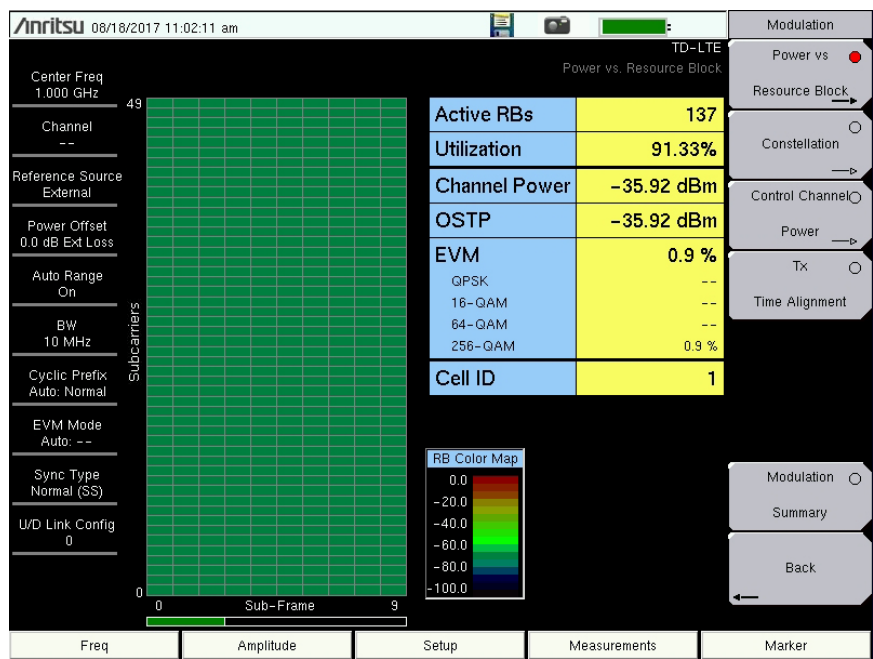 Anritsu 08/18/2017 11:02:11 am
TD-LTE
Power vs. Resource Block
Center Freq
1.000 GHz
Channel
--
Reference Source
External
Power Offset
0.0 dB Ext Loss
Auto Range
On
BW
10 MHz
Cyclic Prefix
Auto: Normal
EVM Mode
Auto: --
Sync Type
Normal (SS)
U/D Link Config
0
49
Subcarriers
0
0 Sub-Frame 9
Active RBs 137
Utilization 91.33%
Channel Power -35.92 dBm
OSTP -35.92 dBm
EVM 0.9 %
QPSK --
16-QAM --
64-QAM --
256-QAM 0.9 %
Cell ID 1
RB Color Map
0.0
-20.0
-40.0
-60.0
-80.0
-100.0
Modulation
Power vs
Resource Block
Constellation
Control Channel
Power
Tx
Time Alignment
Modulation
Summary
Back
Freq Amplitude Setup Measurements Marker